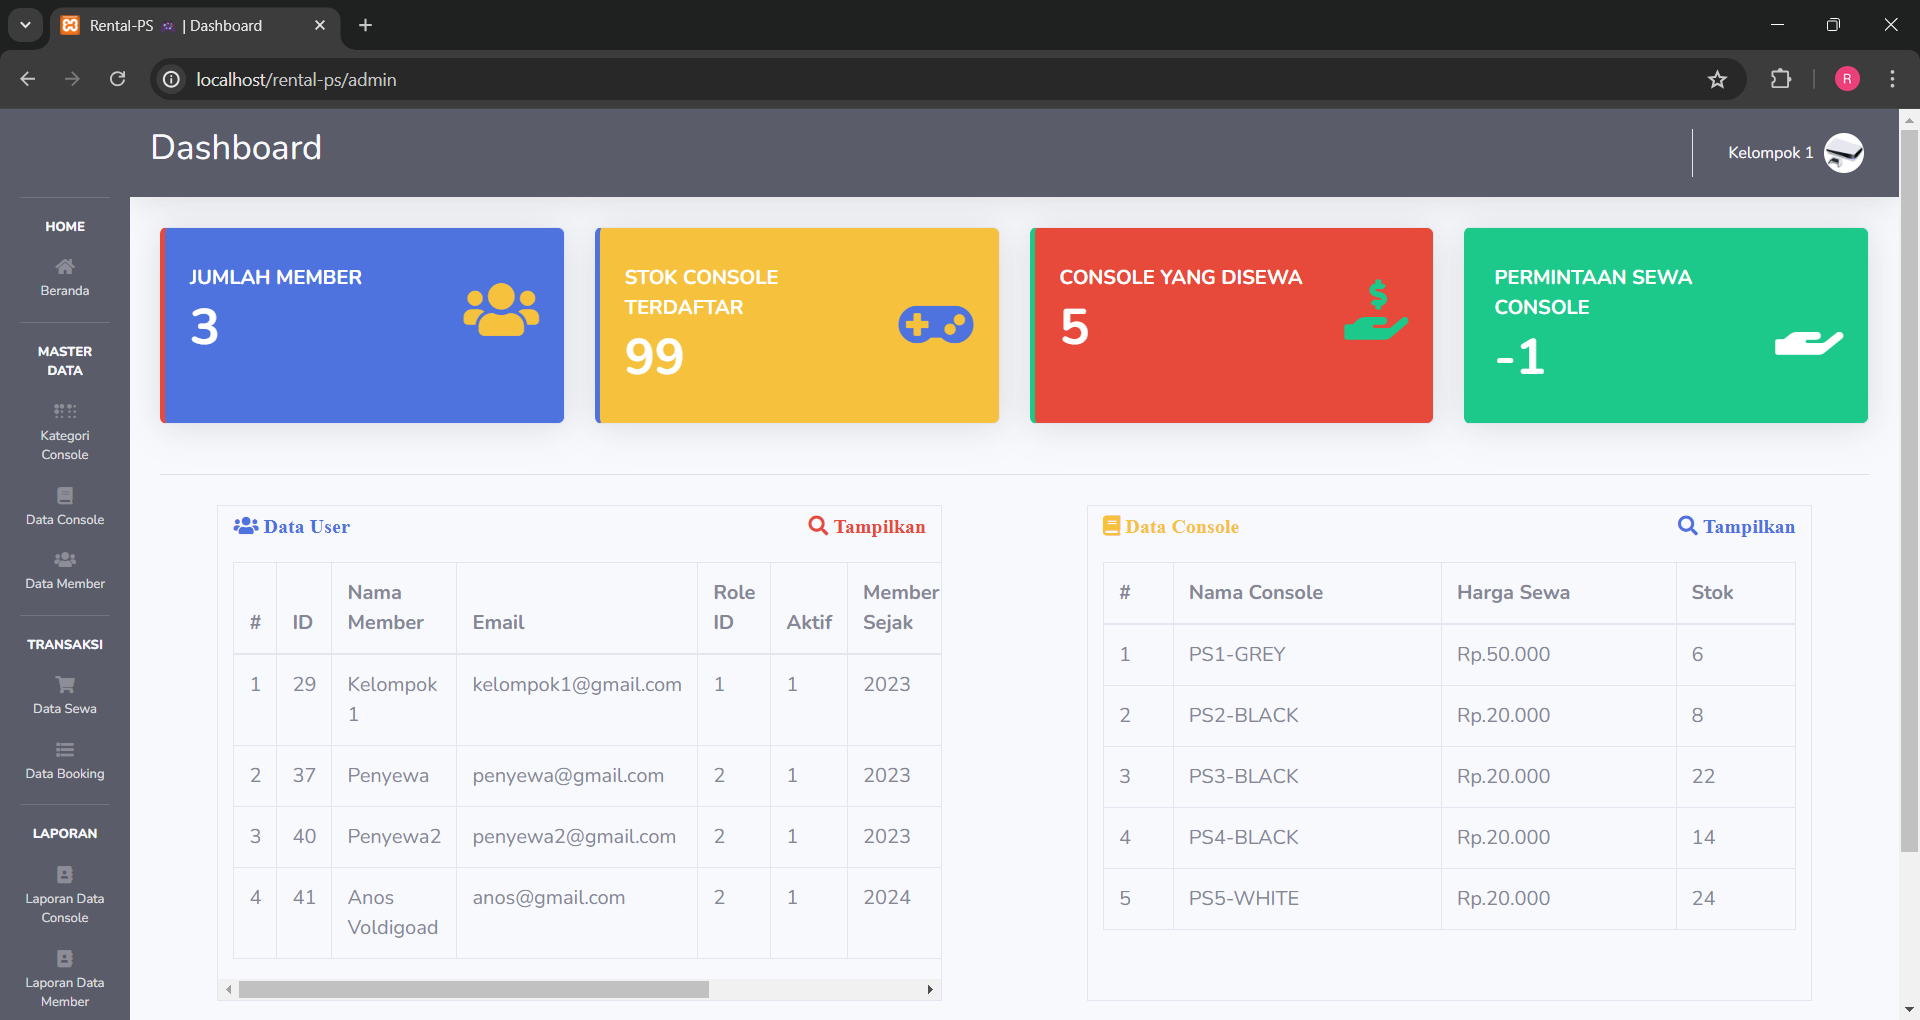 Rental-PS 👾 | Dashboard
localhost/rental-ps/admin
R
Dashboard
Kelompok 1
HOME
Beranda
MASTER
DATA
Kategori
Console
Data Console
Data Member
TRANSAKSI
Data Sewa
Data Booking
LAPORAN
Laporan Data
Console
Laporan Data
Member
JUMLAH MEMBER
3
STOK CONSOLE
TERDAFTAR
99
CONSOLE YANG DISEWA
5
PERMINTAAN SEWA
CONSOLE
-1
Data User
Tampilkan
# ID Nama Member Email Role ID Aktif Member Sejak
1 29 Kelompok 1 kelompok1@gmail.com 1 1 2023
2 37 Penyewa penyewa@gmail.com 2 1 2023
3 40 Penyewa2 penyewa2@gmail.com 2 1 2023
4 41 Anos Voldigoad anos@gmail.com 2 1 2024
Data Console
Tampilkan
# Nama Console Harga Sewa Stok
1 PS1-GREY Rp.50.000 6
2 PS2-BLACK Rp.20.000 8
3 PS3-BLACK Rp.20.000 22
4 PS4-BLACK Rp.20.000 14
5 PS5-WHITE Rp.20.000 24